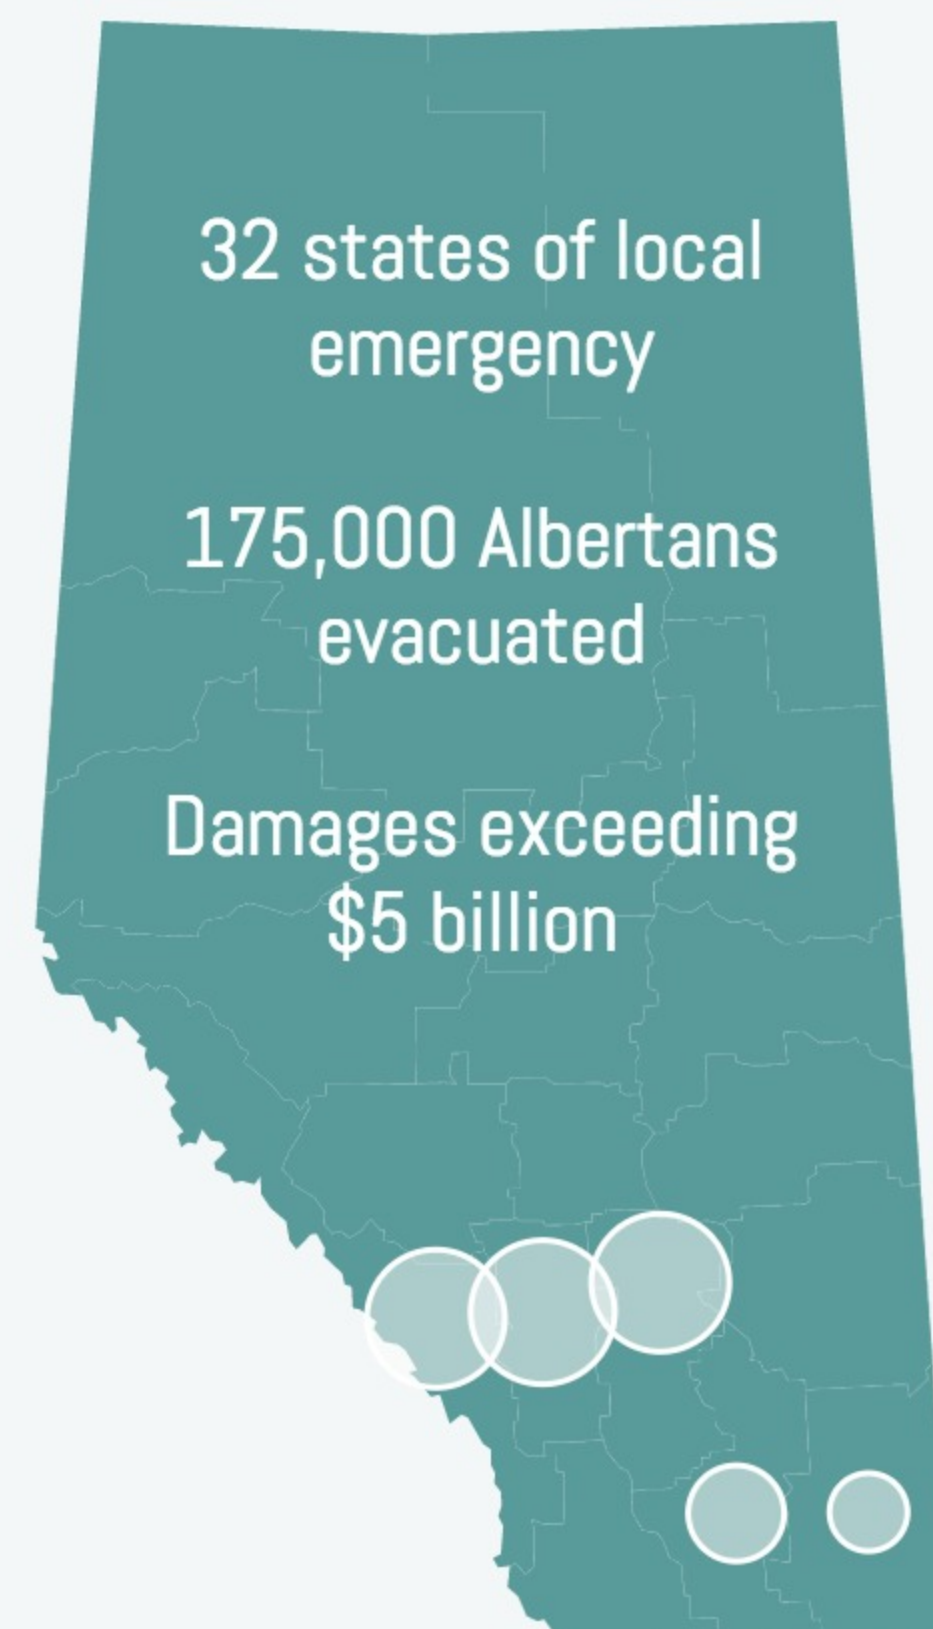 32 states of local
emergency
175,000 Albertans
evacuated
Damages exceeding
$5 billion